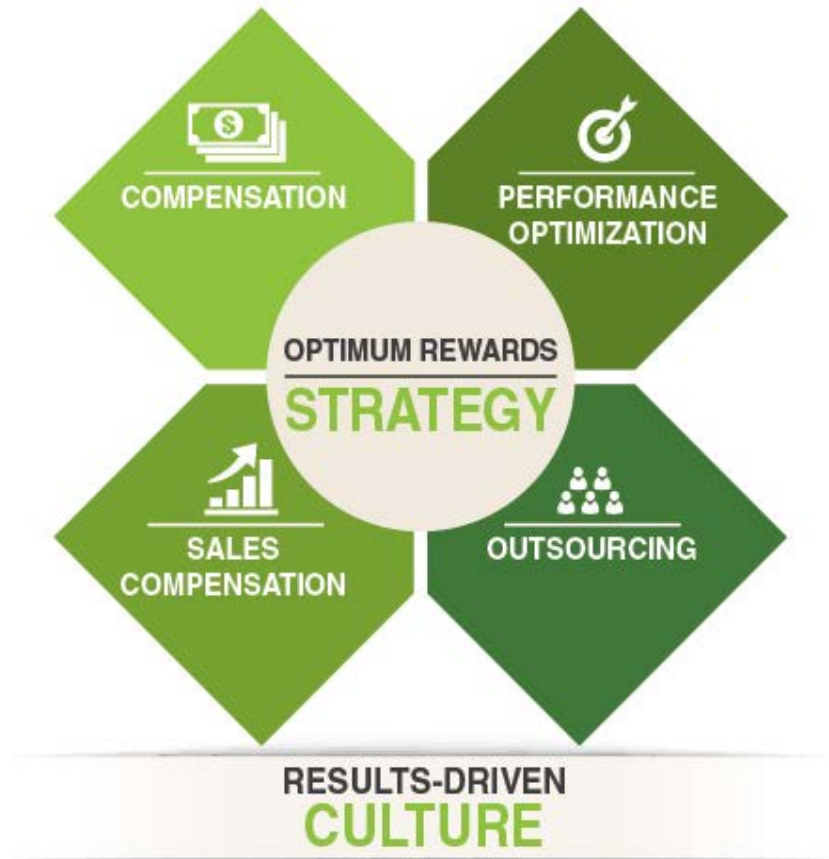 $
COMPENSATION
PERFORMANCE
OPTIMIZATION
OPTIMUM REWARDS
STRATEGY
SALES
COMPENSATION
OUTSOURCING
RESULTS-DRIVEN
CULTURE